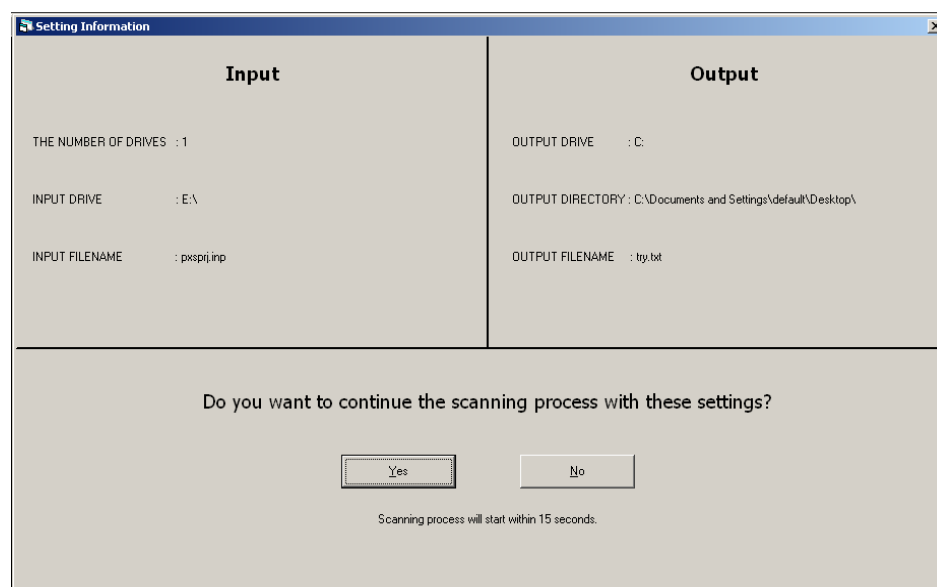 Setting Information
Input
THE NUMBER OF DRIVES : 1
INPUT DRIVE : E:\
INPUT FILENAME : pxsprj.inp
Output
OUTPUT DRIVE : C:
OUTPUT DIRECTORY : C:\Documents and Settings\default\Desktop\
OUTPUT FILENAME : try.txt
Do you want to continue the scanning process with these settings?
Yes
No
Scanning process will start within 15 seconds.